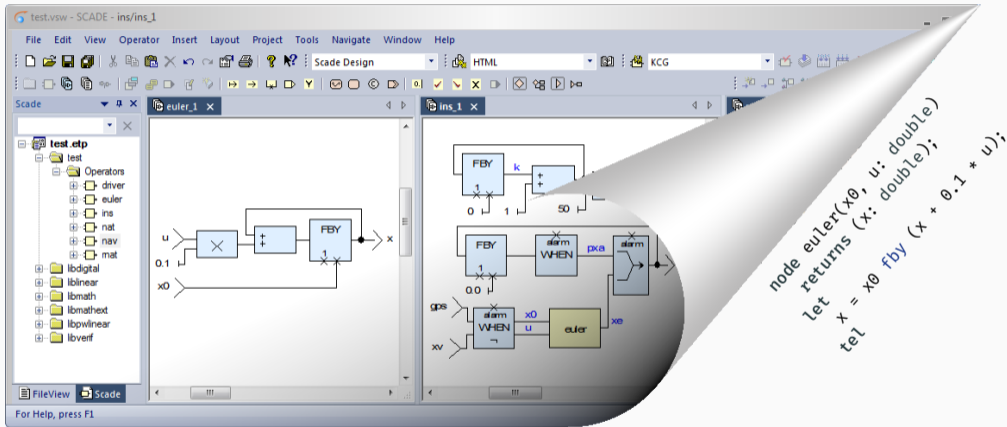 test.vsw - SCADE - ins/ins_1
File Edit View Operator Insert Layout Project Tools Navigate Window Help
Scade Design HTML KCG
Scade
euler_1
ins_1
test.etp
test
Operators
driver
euler
ins
nat
nav
mat
libdigital
liblinear
libmath
libmathext
libpwlinear
libverif
FileView Scade
For Help, press F1
u
0.1
x0
FBY
1
x
FBY
1
k
0
1
50
FBY
1
0.0
alarm
WHEN
pxa
alarm
gps
xv
alarm
WHEN
¬
x0
u
euler
xe
node euler(x0, u: double)
returns (x: double);
let
x = x0 fby (x + 0.1 * u);
tel